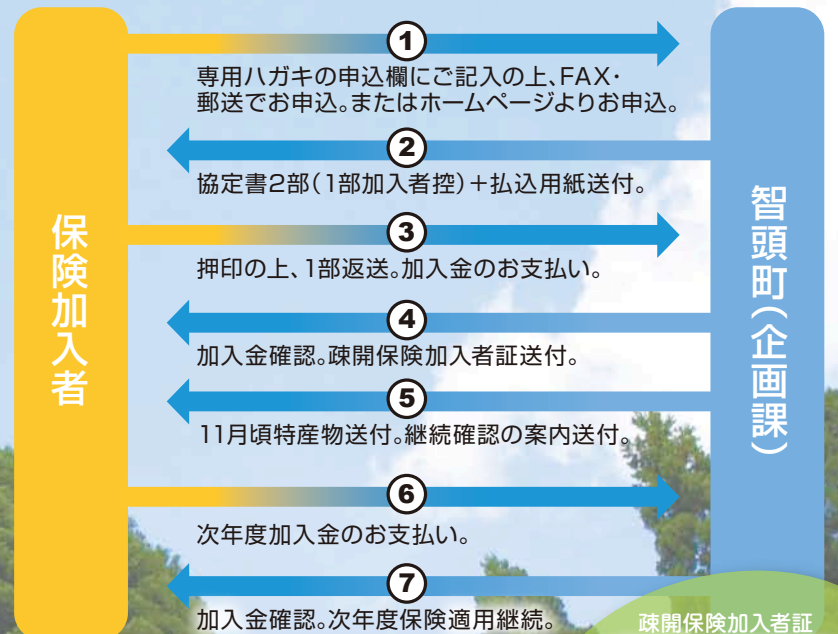 保険加入者
智頭町(企画課)
1
専用ハガキの申込欄にご記入の上、FAX・
郵送でお申込。またはホームページよりお申込。
2
協定書2部(1部加入者控)+払込用紙送付。
3
押印の上、1部返送。加入金のお支払い。
4
加入金確認。疎開保険加入者証送付。
5
11月頃特産物送付。継続確認の案内送付。
6
次年度加入金のお支払い。
7
加入金確認。次年度保険適用継続。
疎開保険加入者証